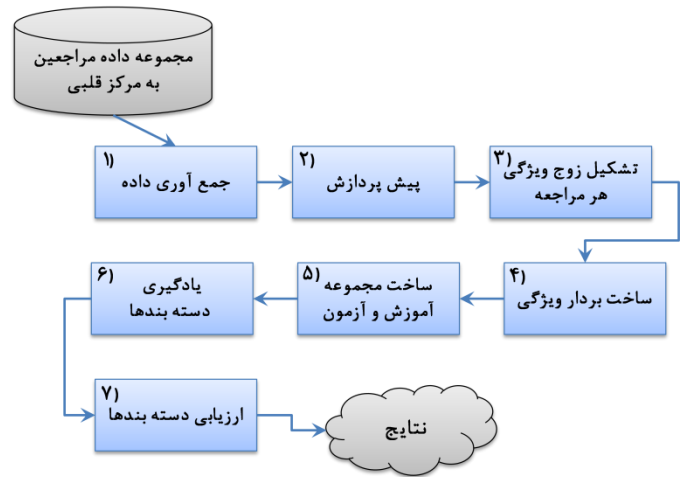 مجموعه داده مراجعین
به مرکز قلبی
۱)
جمع آوری داده
۲)
پیش پردازش
۳)
تشکیل زوج ویژگی
هر مراجعه
۴)
ساخت بردار ویژگی
۵)
ساخت مجموعه
آموزش و آزمون
۶)
یادگیری
دسته بندها
۷)
ارزیابی دسته بندها
نتایج